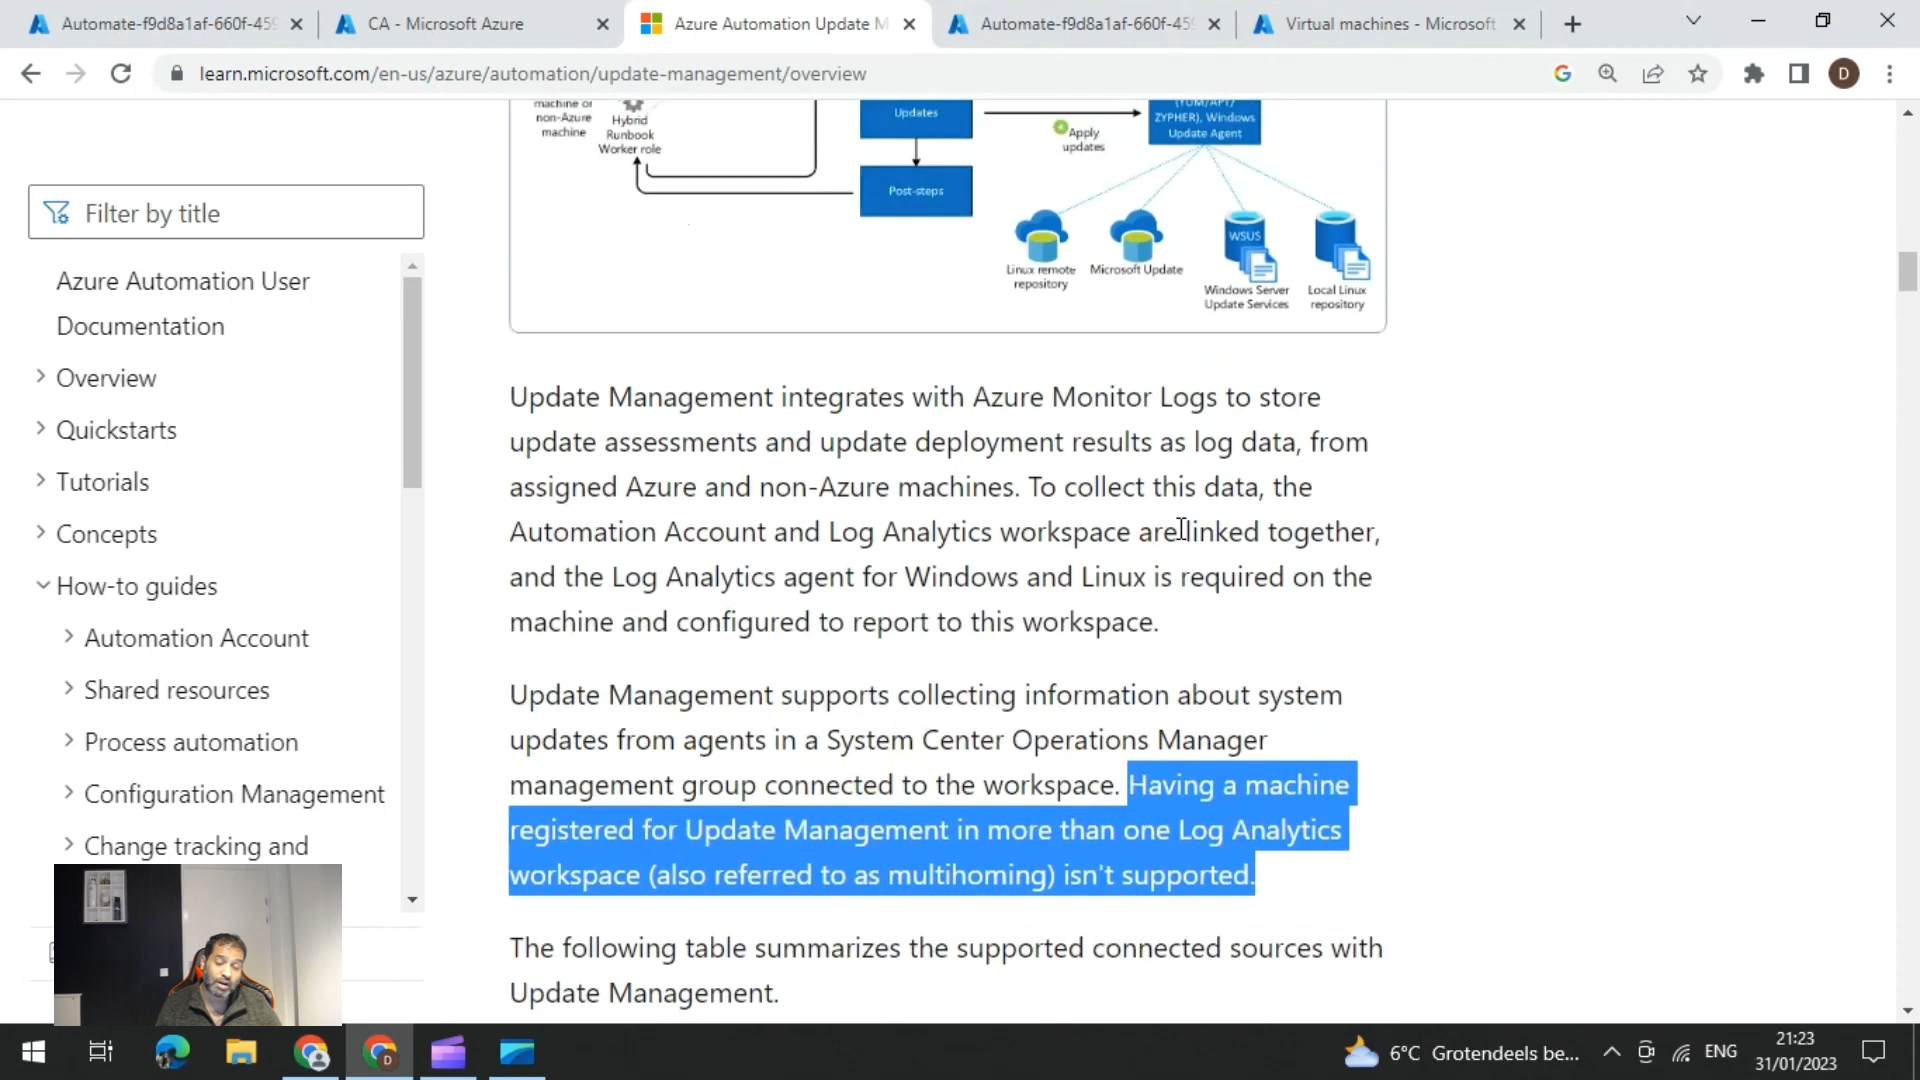 Automate-f9d8a1af-660f-459
CA - Microsoft Azure
Azure Automation Update M
Automate-f9d8a1af-660f-459
Virtual machines - Microsoft
learn.microsoft.com/en-us/azure/automation/update-management/overview
D
Filter by title
Azure Automation User
Documentation
Overview
Quickstarts
Tutorials
Concepts
How-to guides
Automation Account
Shared resources
Process automation
Configuration Management
Change tracking and
machine or
non-Azure
machine
Hybrid
Runbook
Worker role
Updates
Post-steps
Apply
updates
(YUM/APT/
ZYPHER), Windows
Update Agent
Linux remote
repository
Microsoft Update
WSUS
Windows Server
Update Services
Local Linux
repository
Update Management integrates with Azure Monitor Logs to store
update assessments and update deployment results as log data, from
assigned Azure and non-Azure machines. To collect this data, the
Automation Account and Log Analytics workspace are linked together,
and the Log Analytics agent for Windows and Linux is required on the
machine and configured to report to this workspace.
Update Management supports collecting information about system
updates from agents in a System Center Operations Manager
management group connected to the workspace. Having a machine
registered for Update Management in more than one Log Analytics
workspace (also referred to as multihoming) isn't supported.
The following table summarizes the supported connected sources with
Update Management.
6°C Grotendeels be...
ENG
21:23
31/01/2023